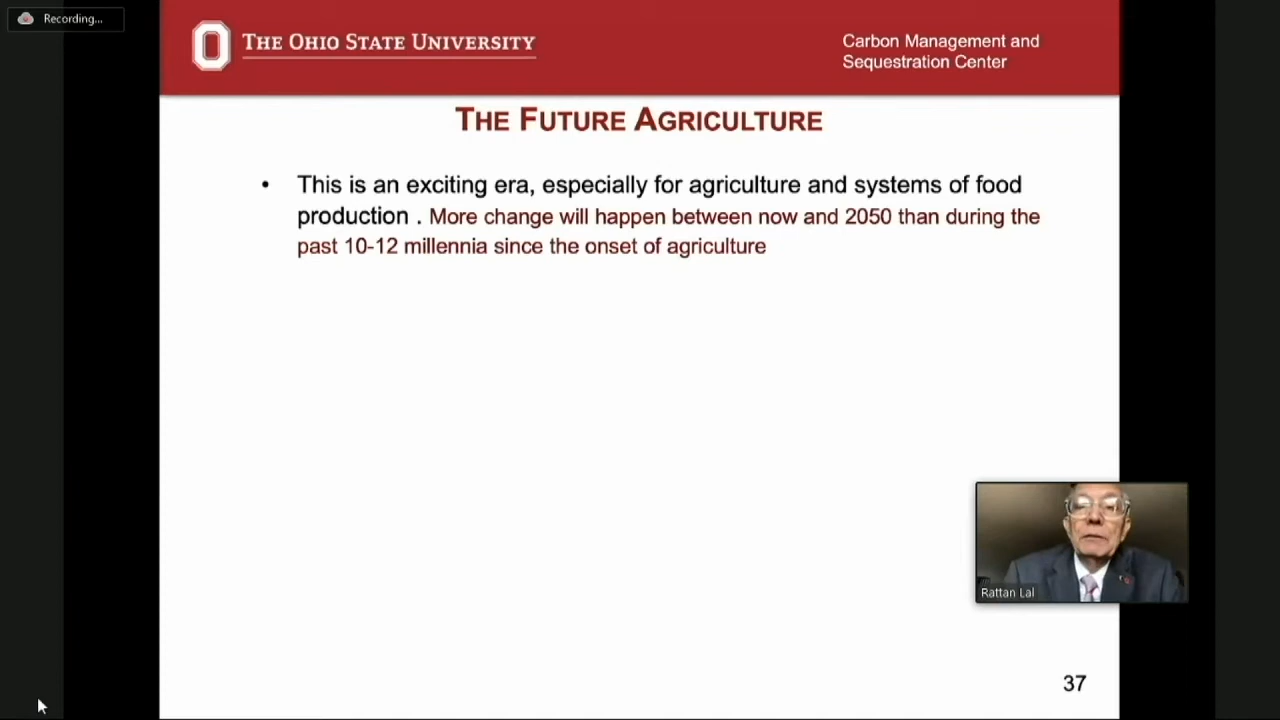 Recording...
THE OHIO STATE UNIVERSITY
Carbon Management and
Sequestration Center
THE FUTURE AGRICULTURE
• This is an exciting era, especially for agriculture and systems of food
production . More change will happen between now and 2050 than during the
past 10-12 millennia since the onset of agriculture
Rattan Lal
37